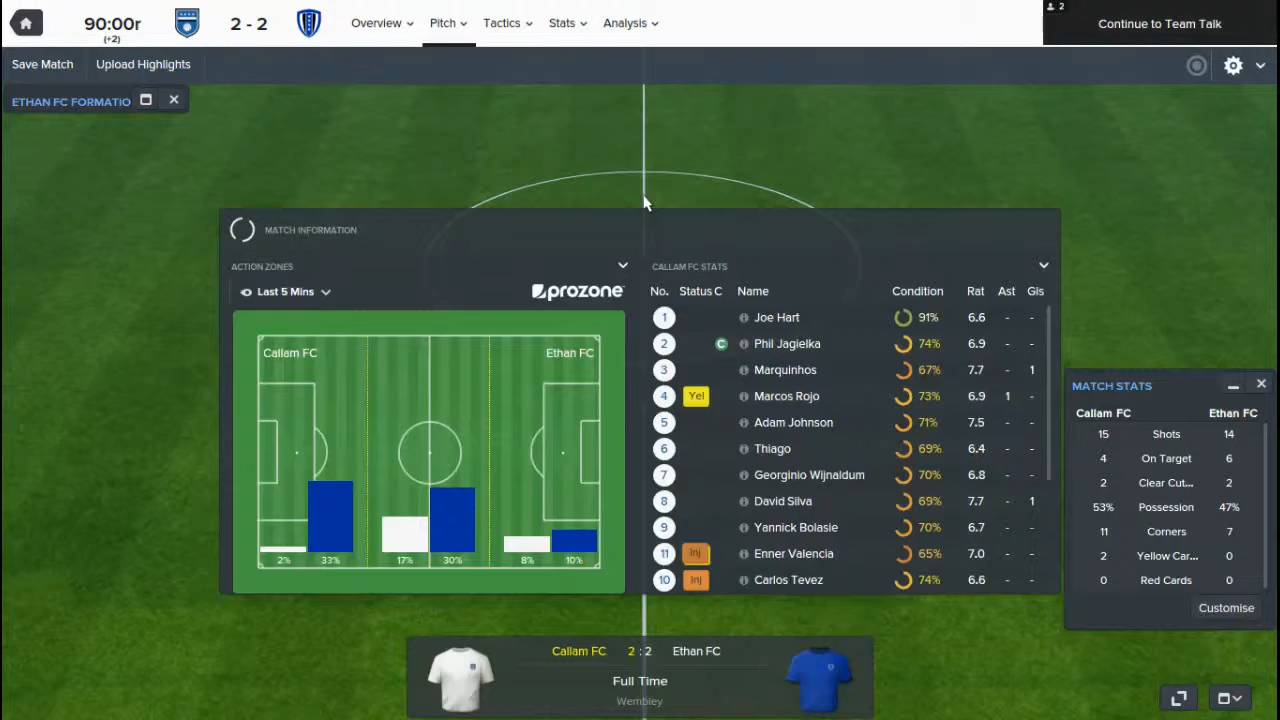 90:00r
(+2)
2 - 2
Overview
Pitch
Tactics
Stats
Analysis
2
Continue to Team Talk
Save Match
Upload Highlights
ETHAN FC FORMATIO
MATCH INFORMATION
ACTION ZONES
Last 5 Mins
prozone
Callam FC
Ethan FC
2%
33%
17%
30%
8%
10%
CALLAM FC STATS
No. Status C Name Condition Rat Ast Gls
1 Joe Hart 91% 6.6 - -
2 C Phil Jagielka 74% 6.9 - -
3 Marquinhos 67% 7.7 - 1
4 Yel Marcos Rojo 73% 6.9 1 -
5 Adam Johnson 71% 7.5 - -
6 Thiago 69% 6.4 - -
7 Georginio Wijnaldum 70% 6.8 - -
8 David Silva 69% 7.7 - 1
9 Yannick Bolasie 70% 6.7 - -
11 Inj Enner Valencia 65% 7.0 - -
10 Inj Carlos Tevez 74% 6.6 - -
MATCH STATS
Callam FC Ethan FC
15 Shots 14
4 On Target 6
2 Clear Cut... 2
53% Possession 47%
11 Corners 7
2 Yellow Car... 0
0 Red Cards 0
Customise
Callam FC 2 : 2 Ethan FC
Full Time
Wembley